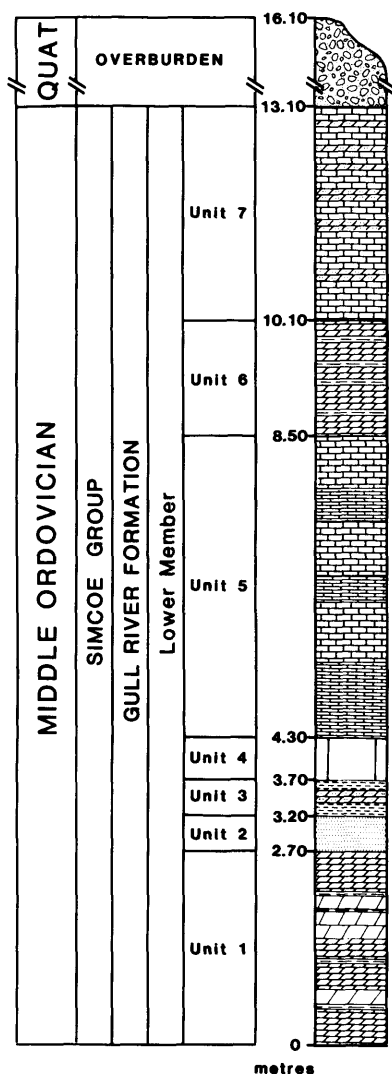 16.10
QUAT
OVERBURDEN
13.10
MIDDLE ORDOVICIAN
SIMCOE GROUP
GULL RIVER FORMATION
Lower Member
Unit 7
10.10
Unit 6
8.50
Unit 5
4.30
Unit 4
3.70
Unit 3
3.20
Unit 2
2.70
Unit 1
0
metres